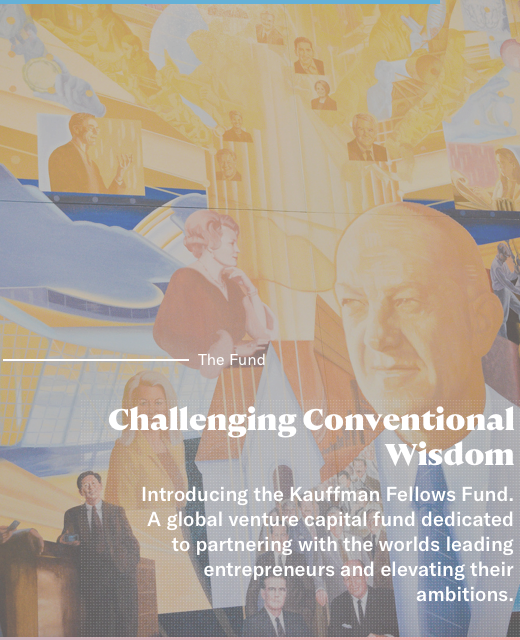 The Fund
Challenging Conventional
Wisdom
Introducing the Kauffman Fellows Fund.
A global venture capital fund dedicated
to partnering with the worlds leading
entrepreneurs and elevating their
ambitions.